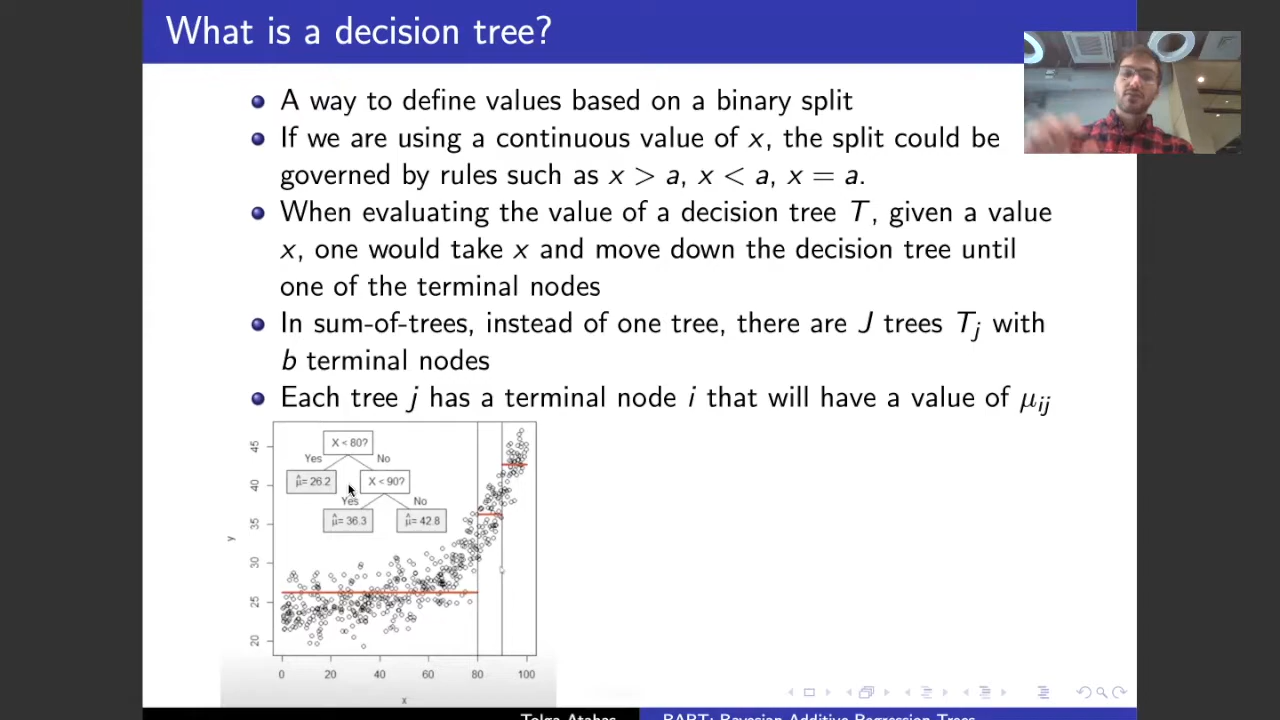 What is a decision tree?
A way to define values based on a binary split
If we are using a continuous value of x, the split could be
governed by rules such as x > a, x < a, x = a.
When evaluating the value of a decision tree T, given a value
x, one would take x and move down the decision tree until
one of the terminal nodes
In sum-of-trees, instead of one tree, there are J trees T_j with
b terminal nodes
Each tree j has a terminal node i that will have a value of μ_ij
X < 80?
Yes No
μ̂= 26.2 X < 90?
Yes No
μ̂= 36.3 μ̂= 42.8
45
40
35
30
25
20
y
0 20 40 60 80 100
x
Tolga Atabas BART: Bayesian Additive Regression Trees